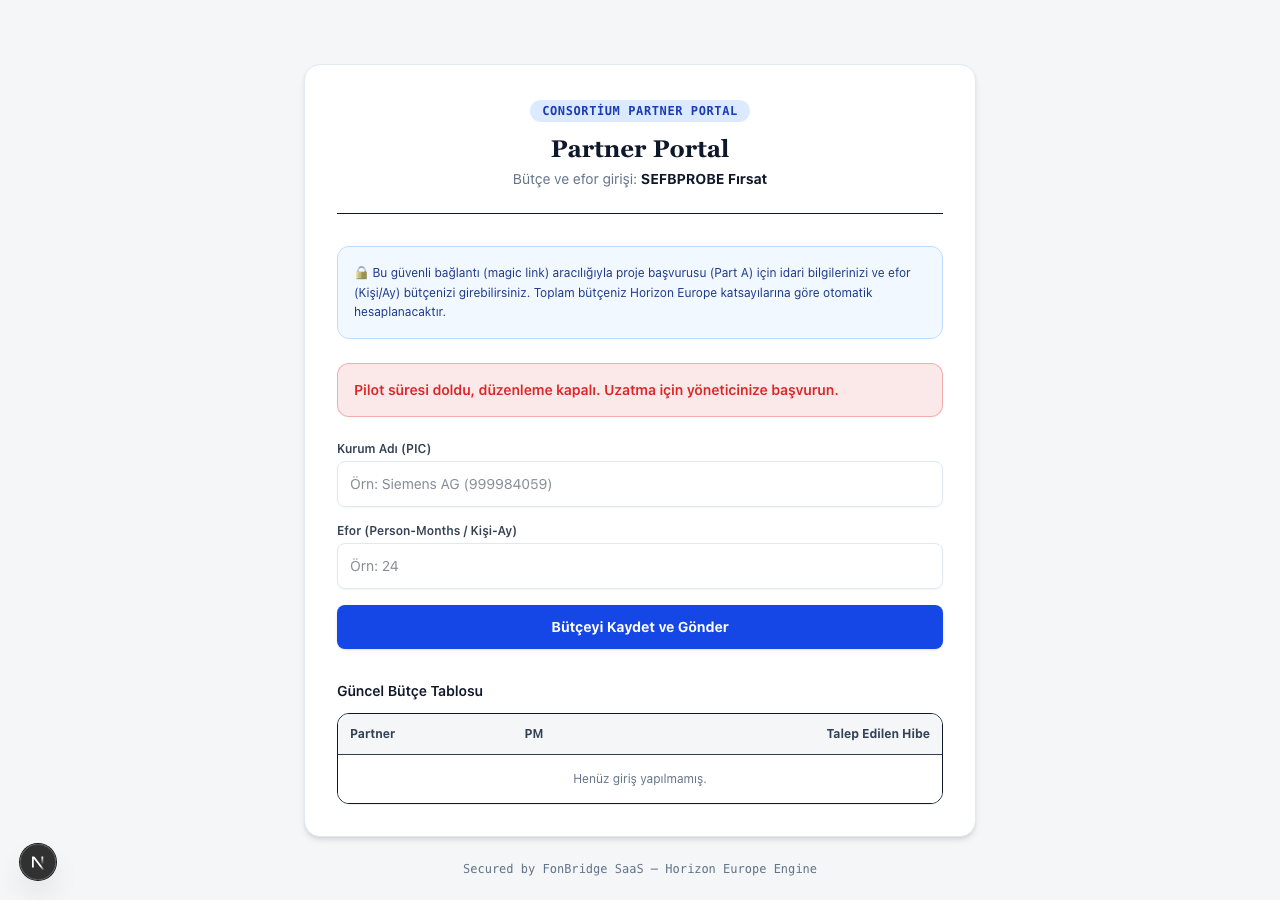 CONSORTİUM PARTNER PORTAL
Partner Portal
Bütçe ve efor girişi: SEFBPROBE Fırsat
🔒 Bu güvenli bağlantı (magic link) aracılığıyla proje başvurusu (Part A) için idari bilgilerinizi ve efor
(Kişi/Ay) bütçenizi girebilirsiniz. Toplam bütçeniz Horizon Europe katsayılarına göre otomatik
hesaplanacaktır.
Pilot süresi doldu, düzenleme kapalı. Uzatma için yöneticinize başvurun.
Kurum Adı (PIC)
Örn: Siemens AG (999984059)
Efor (Person-Months / Kişi-Ay)
Örn: 24
Bütçeyi Kaydet ve Gönder
Güncel Bütçe Tablosu
Partner PM Talep Edilen Hibe
Henüz giriş yapılmamış.
N
Secured by FonBridge SaaS — Horizon Europe Engine